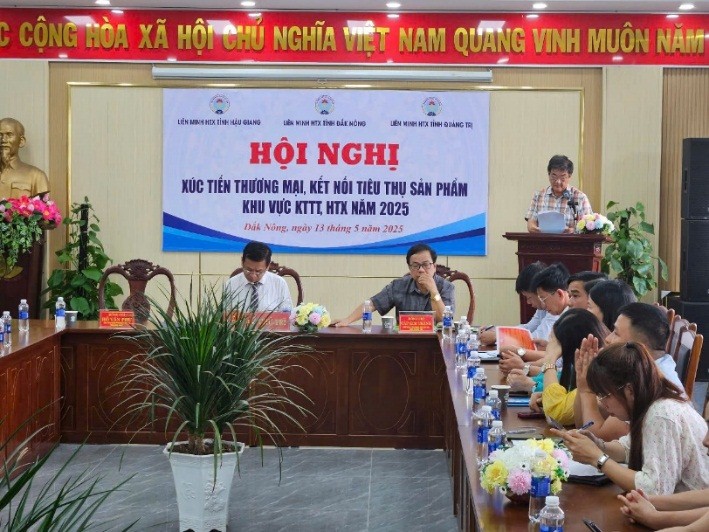 CỘNG HÒA XÃ HỘI CHỦ NGHĨA VIỆT NAM QUANG VINH MUÔN NĂM
LIÊN MINH HTX TỈNH HẬU GIANG
LIÊN MINH HTX TỈNH ĐẮK NÔNG
LIÊN MINH HTX TỈNH QUẢNG TRỊ
HỘI NGHỊ
XÚC TIẾN THƯƠNG MẠI, KẾT NỐI TIÊU THỤ SẢN PHẨM
KHU VỰC KTTT, HTX NĂM 2025
Đắk Nông, ngày 13 tháng 5 năm 2025